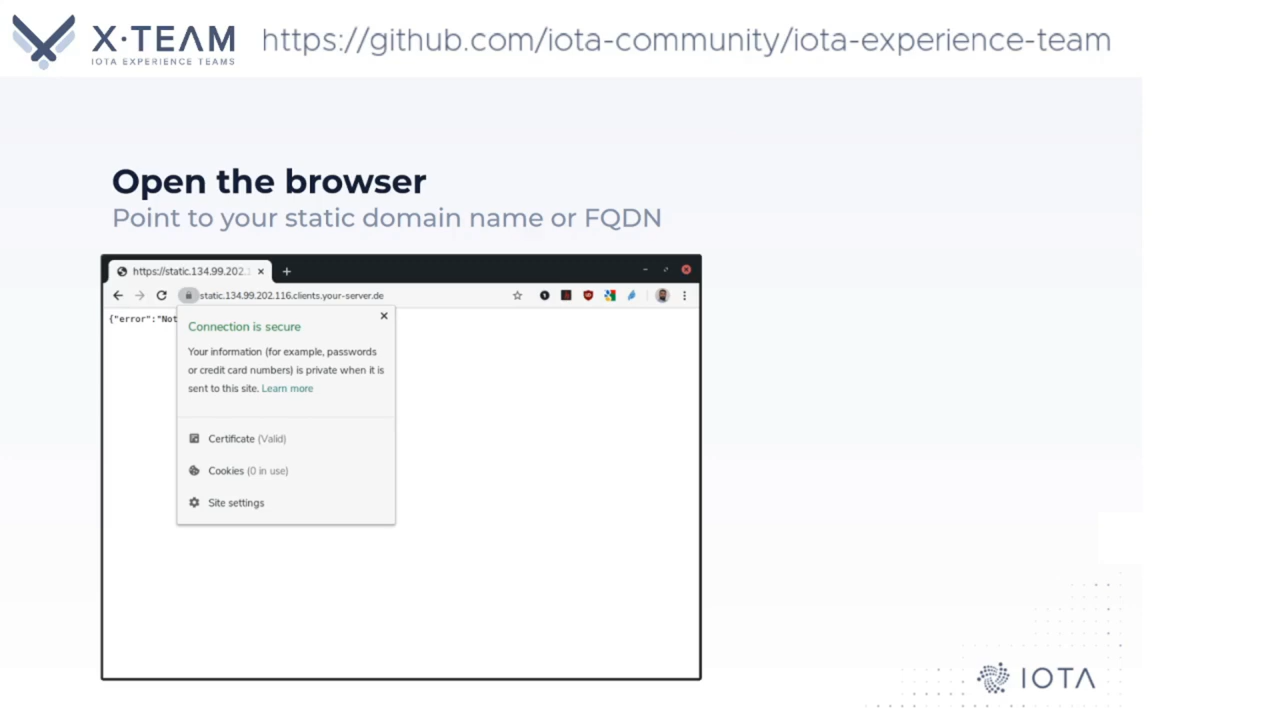 X·TEAM
IOTA EXPERIENCE TEAMS
https://github.com/iota-community/iota-experience-team
Open the browser
Point to your static domain name or FQDN
https://static.134.99.202.
static.134.99.202.116.clients.your-server.de
{"error":"Not
Connection is secure
Your information (for example, passwords
or credit card numbers) is private when it is
sent to this site. Learn more
Certificate (Valid)
Cookies (0 in use)
Site settings
IOTA